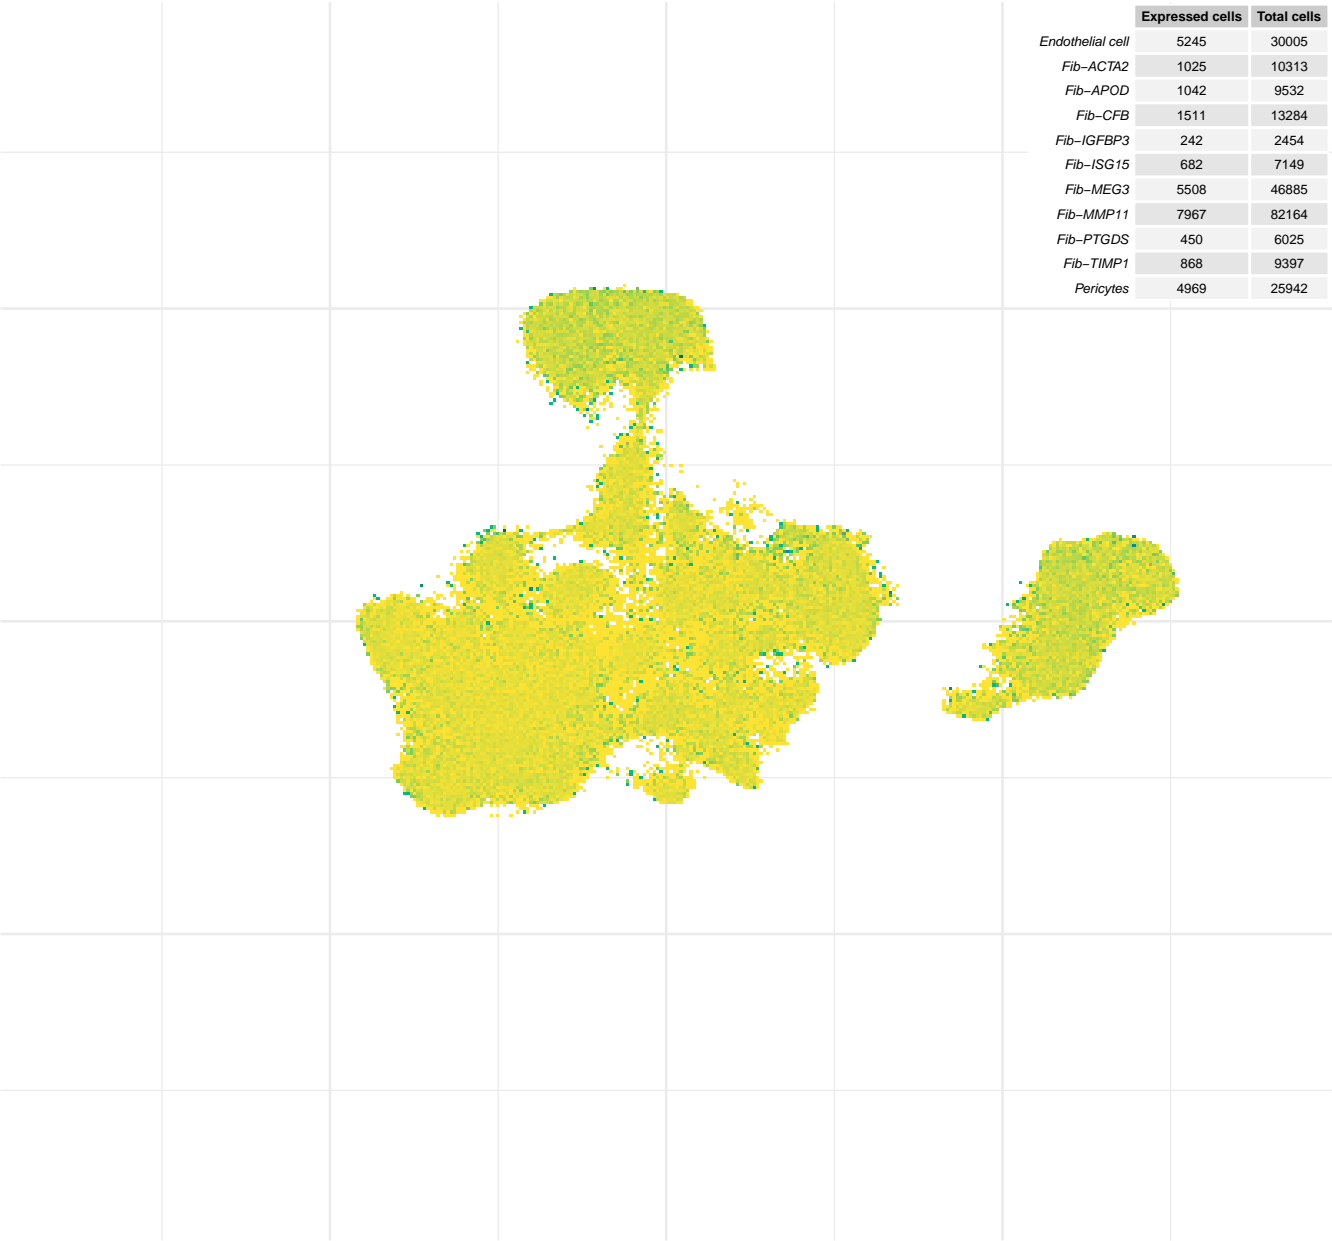 Expressed cells Total cells
Endothelial cell 5245 30005
Fib−ACTA2 1025 10313
Fib−APOD 1042 9532
Fib−CFB 1511 13284
Fib−IGFBP3 242 2454
Fib−ISG15 682 7149
Fib−MEG3 5508 46885
Fib−MMP11 7967 82164
Fib−PTGDS 450 6025
Fib−TIMP1 868 9397
Pericytes 4969 25942